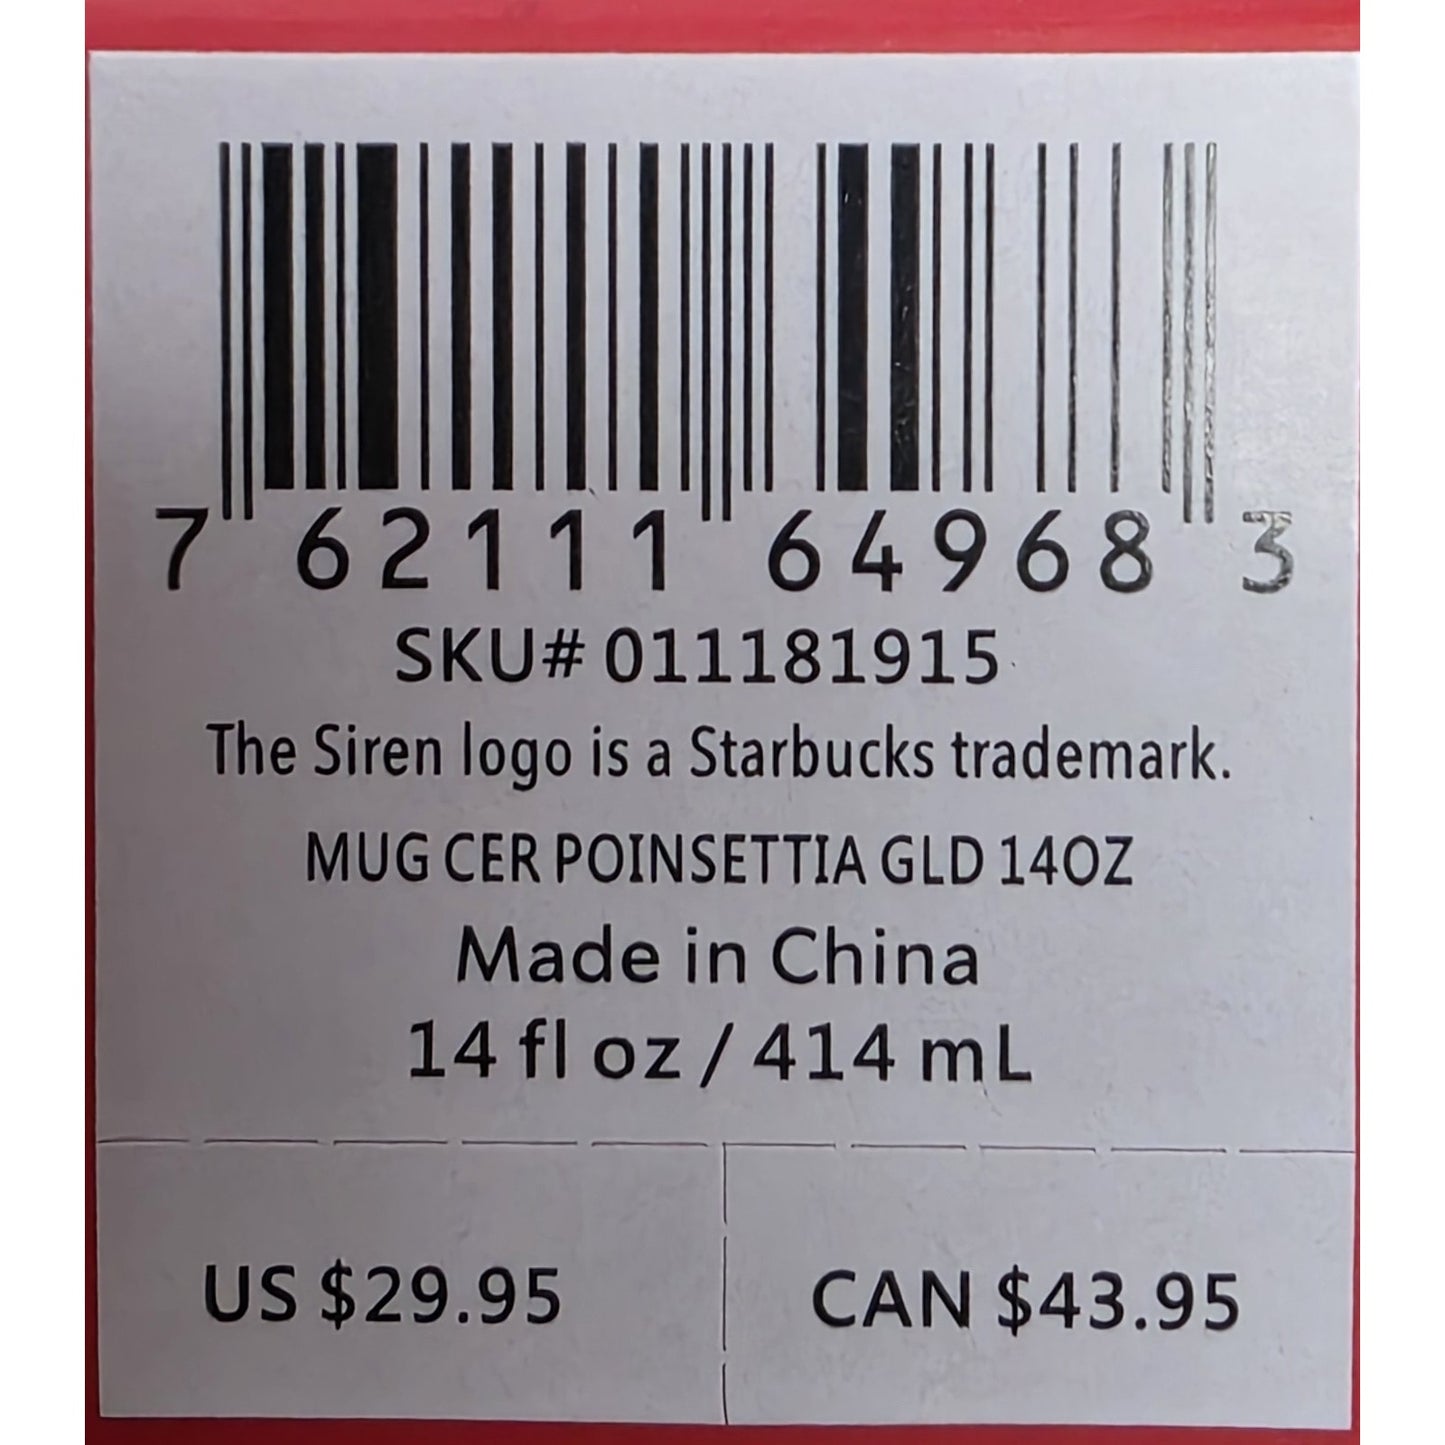 7 62111 64968 3
SKU# 011181915
The Siren logo is a Starbucks trademark.
MUG CER POINSETTIA GLD 14OZ
Made in China
14 fl oz / 414 mL
US $29.95
CAN $43.95